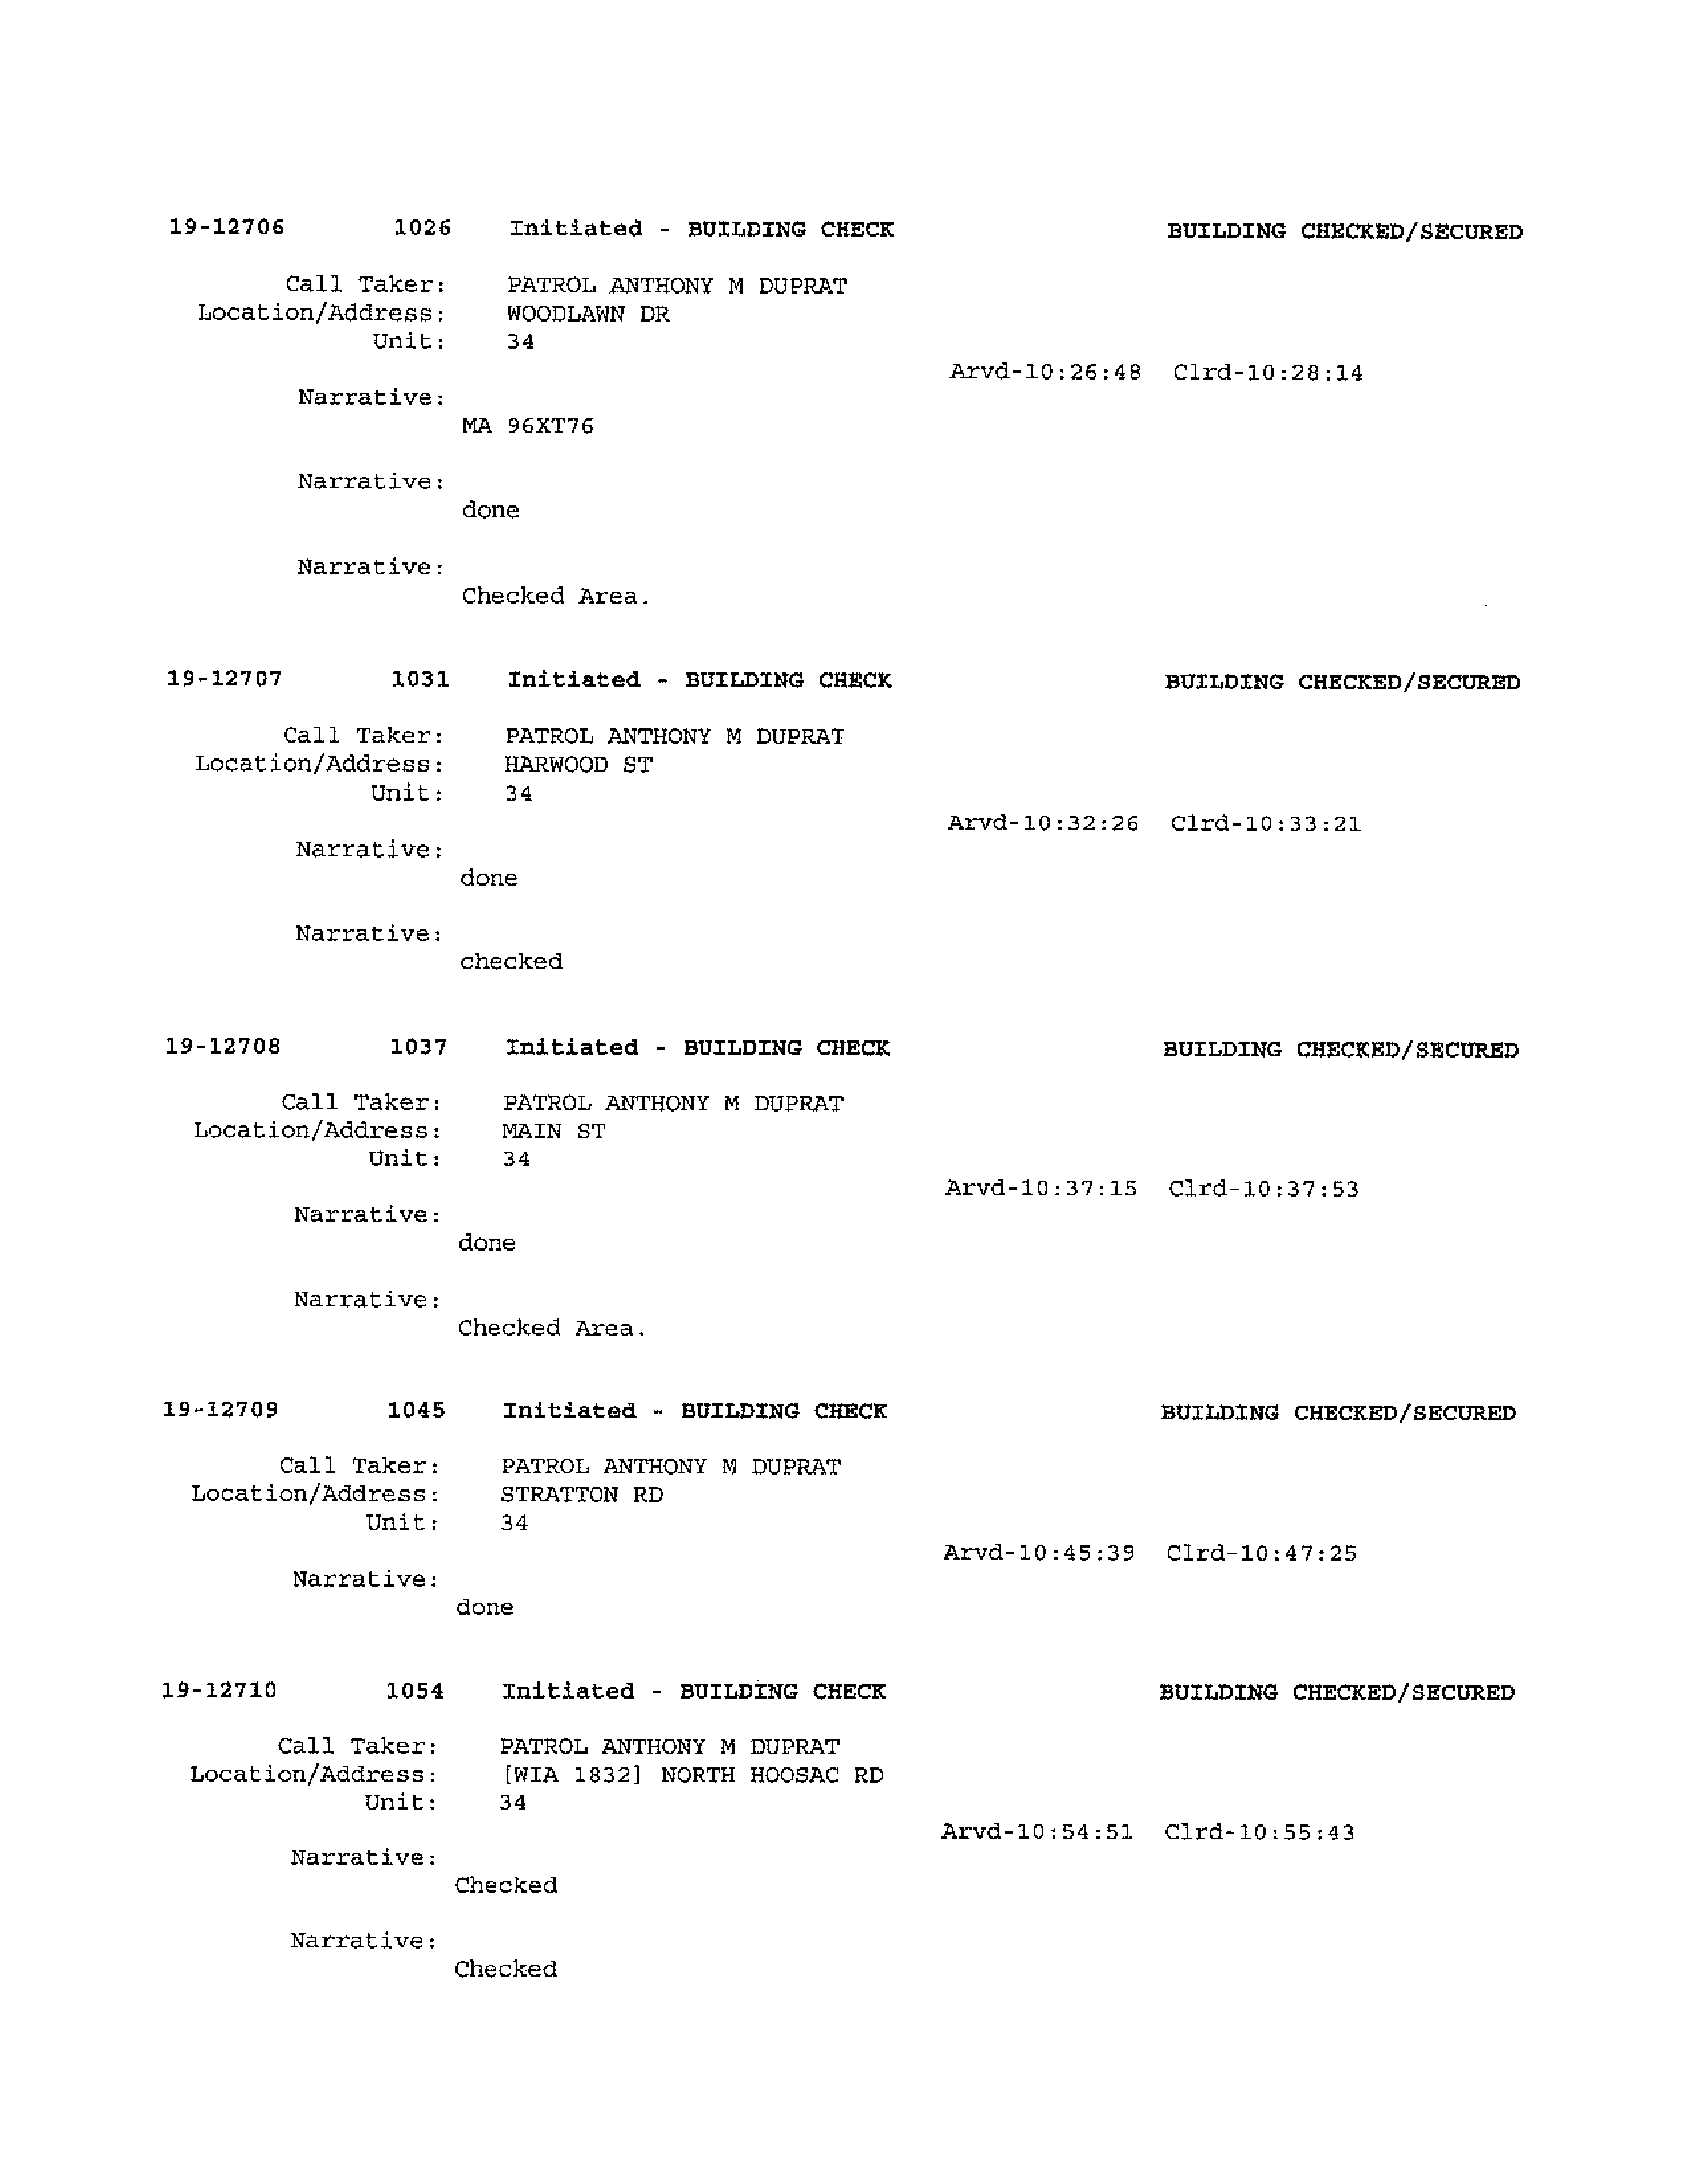 19-12706 1026 Initiated - BUILDING CHECK BUILDING CHECKED/SECURED
Call Taker: PATROL ANTHONY M DUPRAT
Location/Address: WOODLAWN DR
Unit: 34
Arvd-10:26:48 Clrd-10:28:14
Narrative:
MA 96XT76
Narrative:
done
Narrative:
Checked Area.
19-12707 1031 Initiated - BUILDING CHECK BUILDING CHECKED/SECURED
Call Taker: PATROL ANTHONY M DUPRAT
Location/Address: HARWOOD ST
Unit: 34
Arvd-10:32:26 Clrd-10:33:21
Narrative:
done
Narrative:
checked
19-12708 1037 Initiated - BUILDING CHECK BUILDING CHECKED/SECURED
Call Taker: PATROL ANTHONY M DUPRAT
Location/Address: MAIN ST
Unit: 34
Arvd-10:37:15 Clrd-10:37:53
Narrative:
done
Narrative:
Checked Area.
19-12709 1045 Initiated - BUILDING CHECK BUILDING CHECKED/SECURED
Call Taker: PATROL ANTHONY M DUPRAT
Location/Address: STRATTON RD
Unit: 34
Arvd-10:45:39 Clrd-10:47:25
Narrative:
done
19-12710 1054 Initiated - BUILDING CHECK BUILDING CHECKED/SECURED
Call Taker: PATROL ANTHONY M DUPRAT
Location/Address: [WIA 1832] NORTH HOOSAC RD
Unit: 34
Arvd-10:54:51 Clrd-10:55:43
Narrative:
Checked
Narrative:
Checked